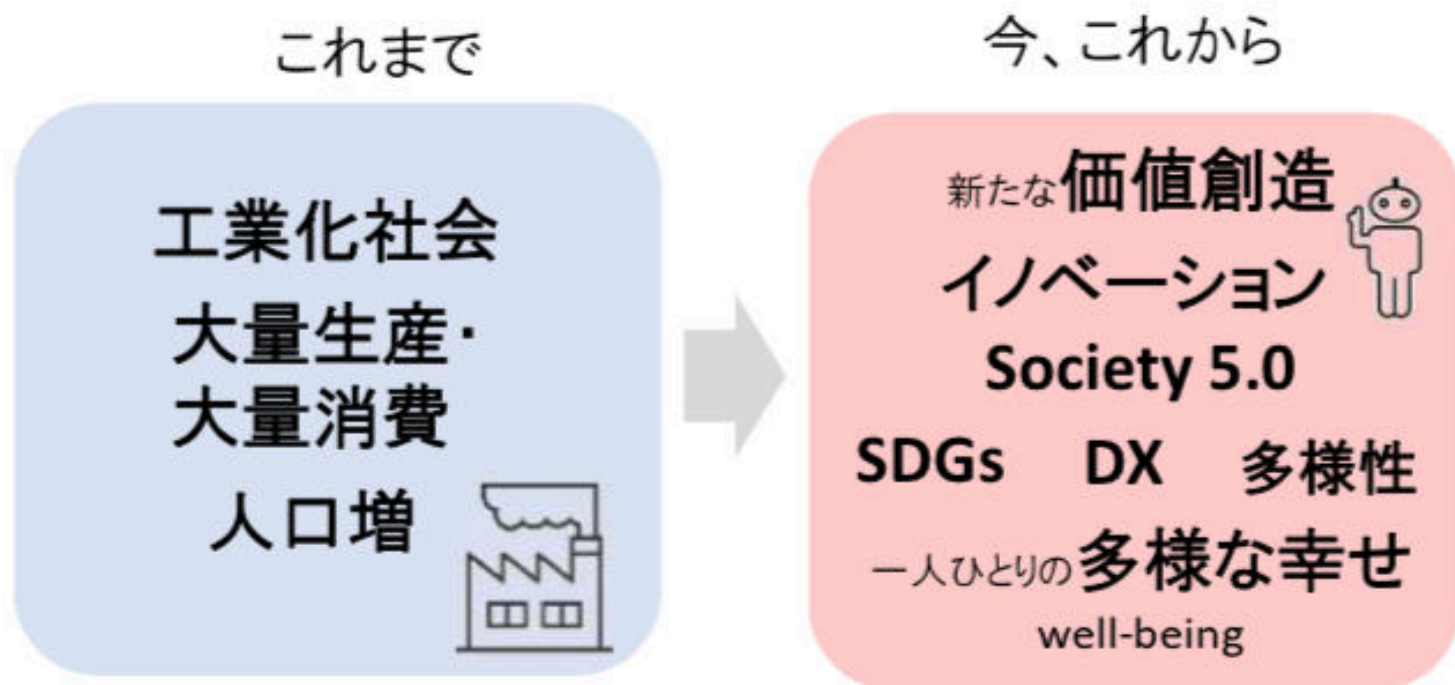 これまで
工業化社会
大量生産・
大量消費
人口増
今、これから
新たな価値創造
イノベーション
Society 5.0
SDGs DX 多様性
一人ひとりの多様な幸せ
well-being